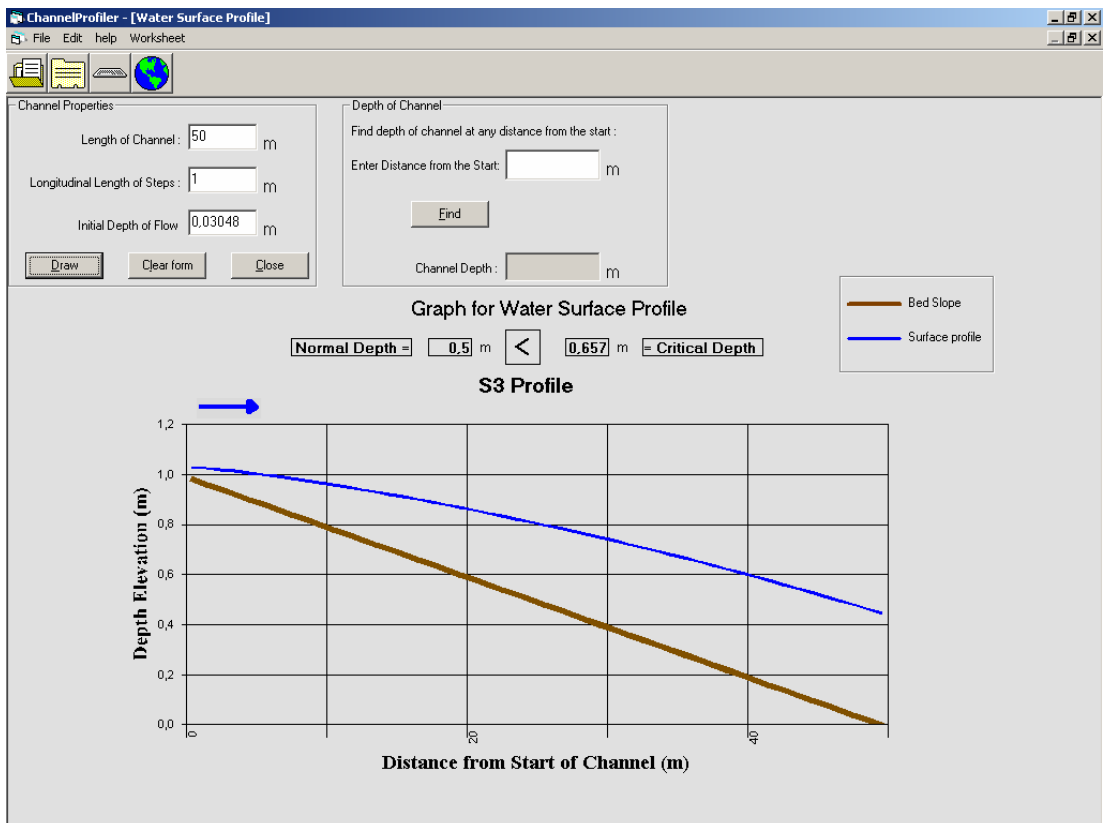 ChannelProfiler - [Water Surface Profile]
File Edit help Worksheet
Channel Properties
Length of Channel : 50 m
Longitudinal Length of Steps : 1 m
Initial Depth of Flow 0,03048 m
Draw Clear form Close
Depth of Channel
Find depth of channel at any distance from the start :
Enter Distance from the Start: m
Find
Channel Depth : m
Bed Slope
Surface profile
Graph for Water Surface Profile
Normal Depth = 0,5 m < 0,657 m = Critical Depth
S3 Profile
1,2
1,0
0,8
0,6
0,4
0,2
0,0
Depth Elevation (m)
0 20 40
Distance from Start of Channel (m)